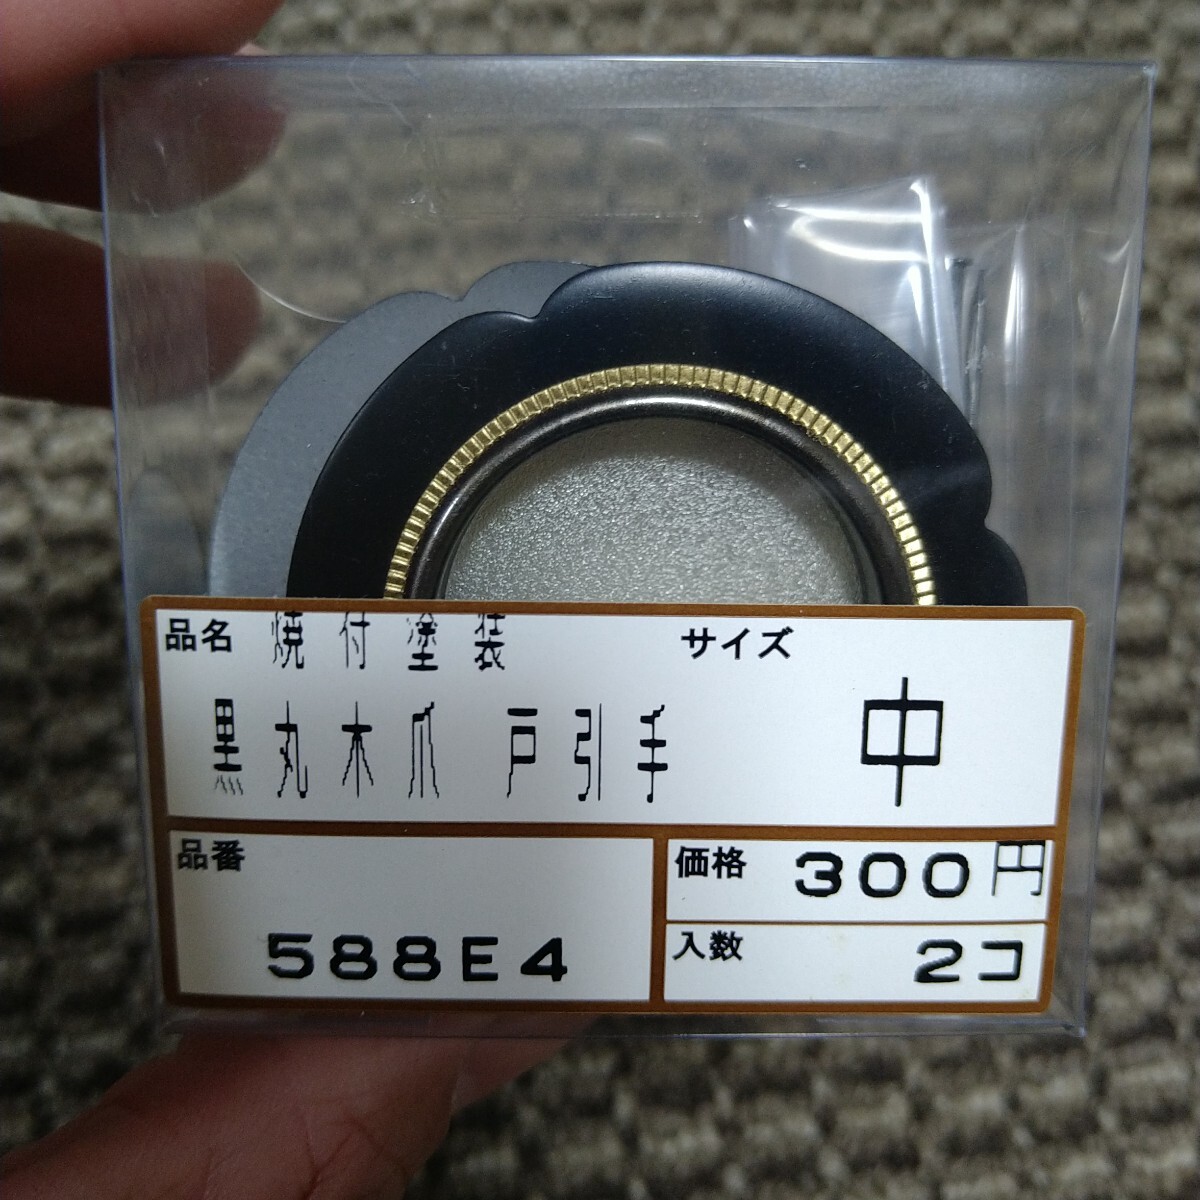 品名 焼付塗装
黒丸木爪 戸引手
サイズ
中
品番
588E4
価格 300円
入数 2コ